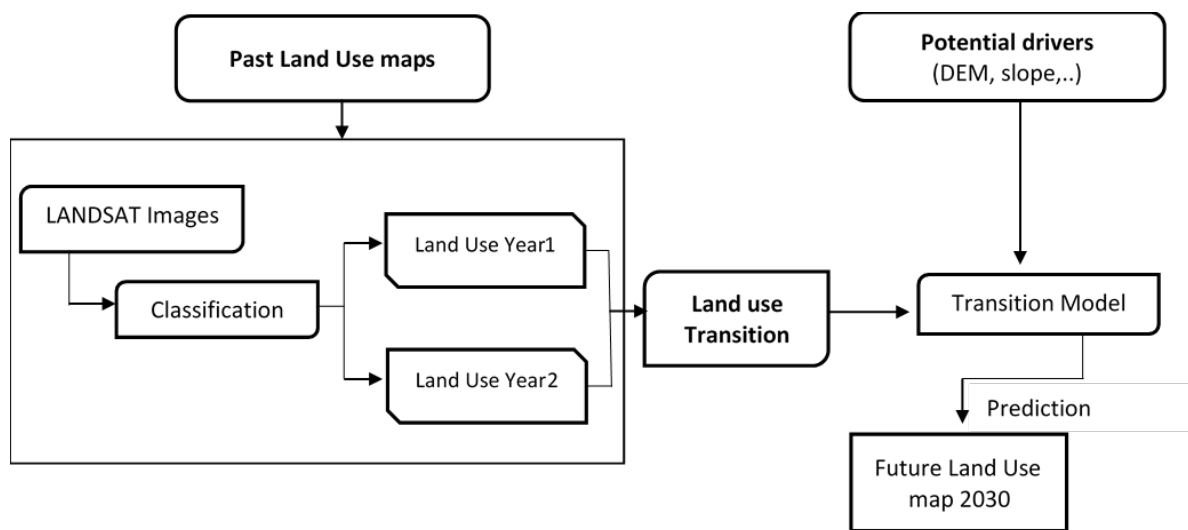 Past Land Use maps
Potential drivers
(DEM, slope,..)
LANDSAT Images
Classification
Land Use Year1
Land Use Year2
Land use
Transition
Transition Model
Prediction
Future Land Use
map 2030